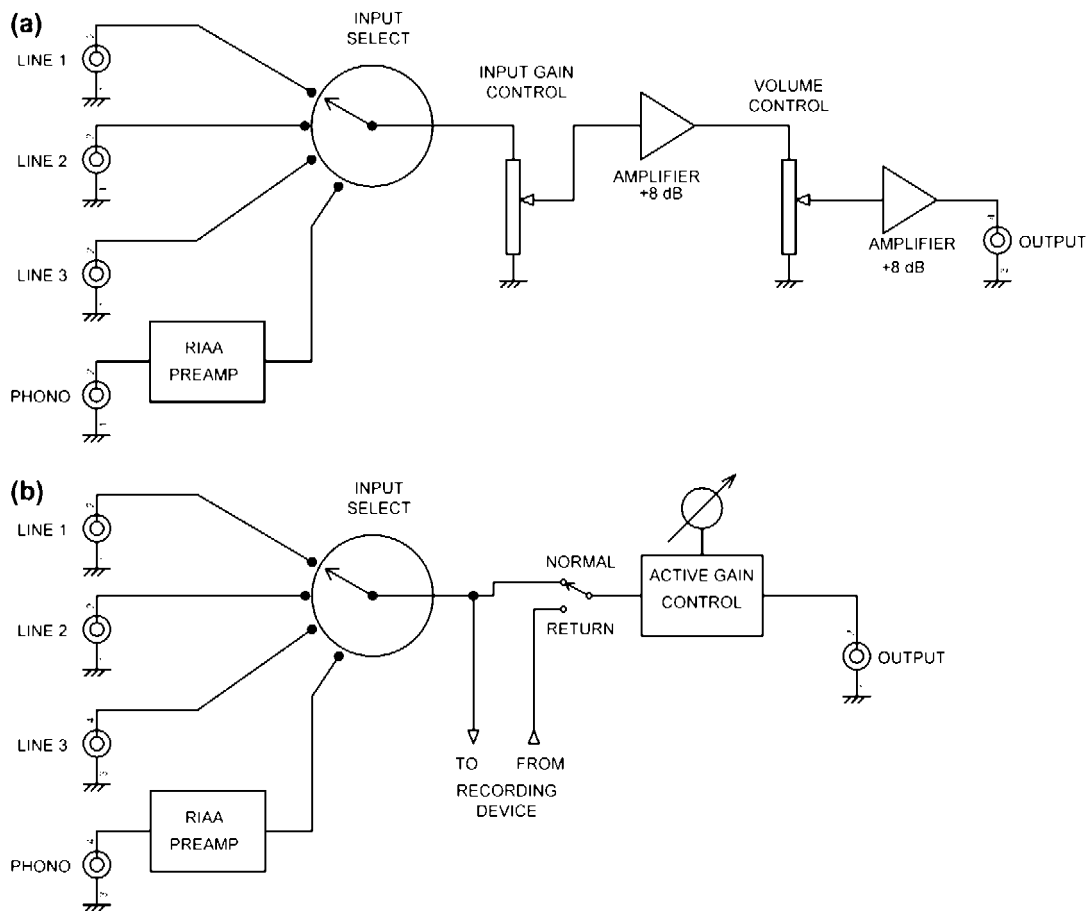 (a)
INPUT
SELECT
LINE 1
INPUT GAIN
CONTROL
VOLUME
CONTROL
LINE 2
AMPLIFIER
+8 dB
LINE 3
AMPLIFIER
+8 dB
OUTPUT
RIAA
PREAMP
PHONO
(b)
INPUT
SELECT
LINE 1
NORMAL
ACTIVE GAIN
CONTROL
LINE 2
RETURN
OUTPUT
LINE 3
TO FROM
RECORDING
DEVICE
RIAA
PREAMP
PHONO